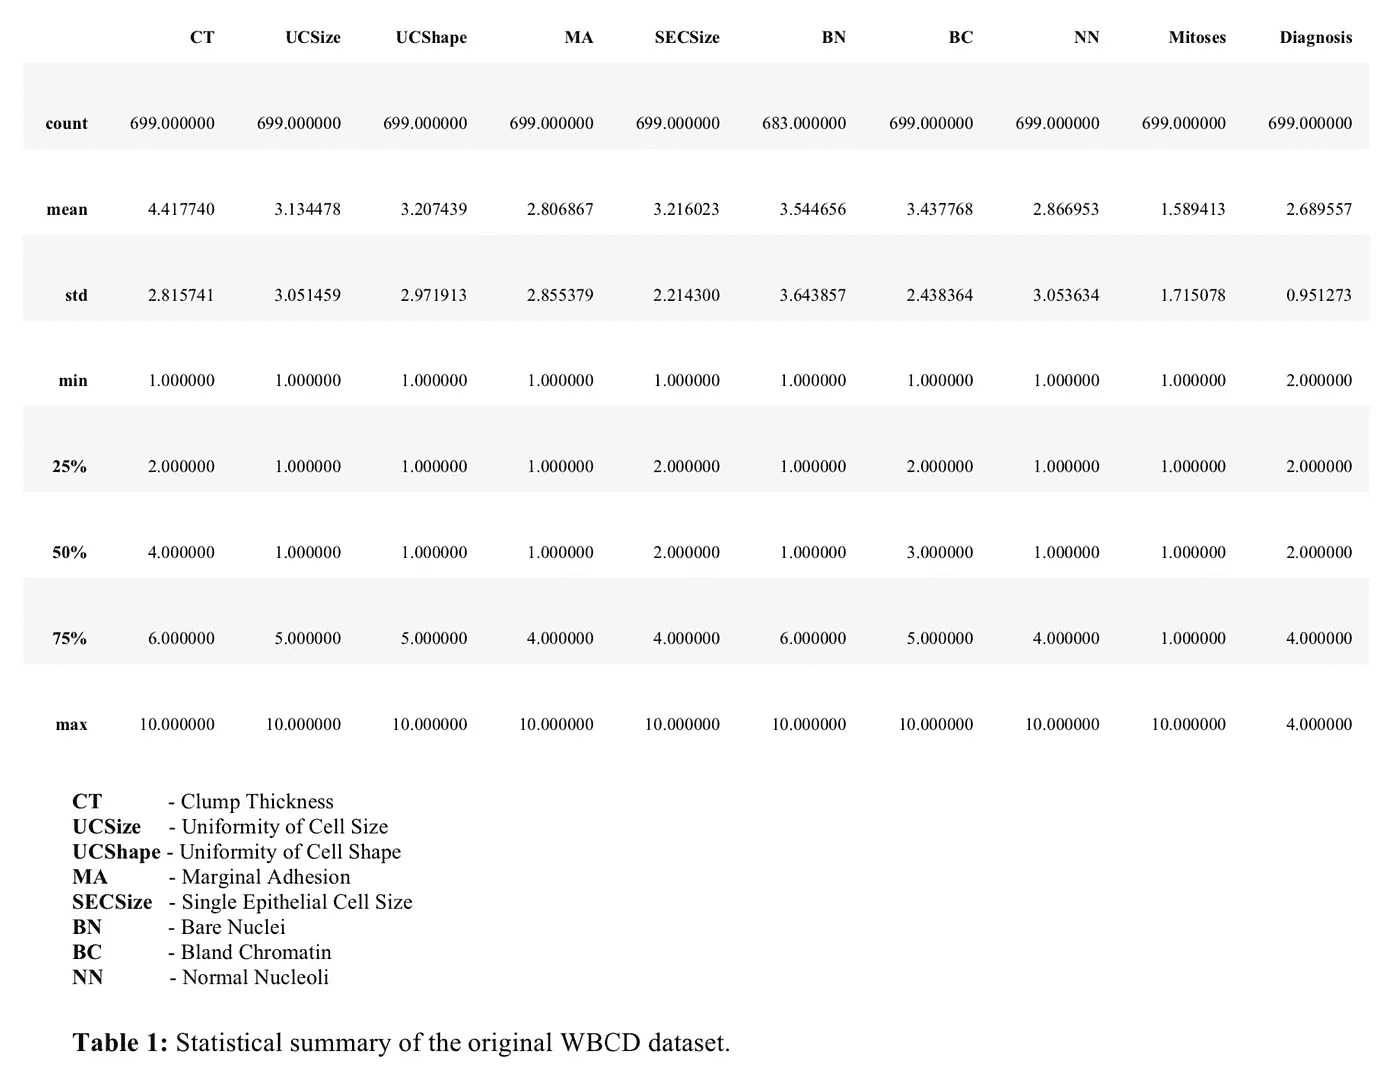 CT UCSize UCShape MA SECSize BN BC NN Mitoses Diagnosis
count 699.000000 699.000000 699.000000 699.000000 699.000000 683.000000 699.000000 699.000000 699.000000 699.000000
mean 4.417740 3.134478 3.207439 2.806867 3.216023 3.544656 3.437768 2.866953 1.589413 2.689557
std 2.815741 3.051459 2.971913 2.855379 2.214300 3.643857 2.438364 3.053634 1.715078 0.951273
min 1.000000 1.000000 1.000000 1.000000 1.000000 1.000000 1.000000 1.000000 1.000000 2.000000
25% 2.000000 1.000000 1.000000 1.000000 2.000000 1.000000 2.000000 1.000000 1.000000 2.000000
50% 4.000000 1.000000 1.000000 1.000000 2.000000 1.000000 3.000000 1.000000 1.000000 2.000000
75% 6.000000 5.000000 5.000000 4.000000 4.000000 6.000000 5.000000 4.000000 1.000000 4.000000
max 10.000000 10.000000 10.000000 10.000000 10.000000 10.000000 10.000000 10.000000 10.000000 4.000000
CT - Clump Thickness
UCSize - Uniformity of Cell Size
UCShape - Uniformity of Cell Shape
MA - Marginal Adhesion
SECSize - Single Epithelial Cell Size
BN - Bare Nuclei
BC - Bland Chromatin
NN - Normal Nucleoli
Table 1: Statistical summary of the original WBCD dataset.